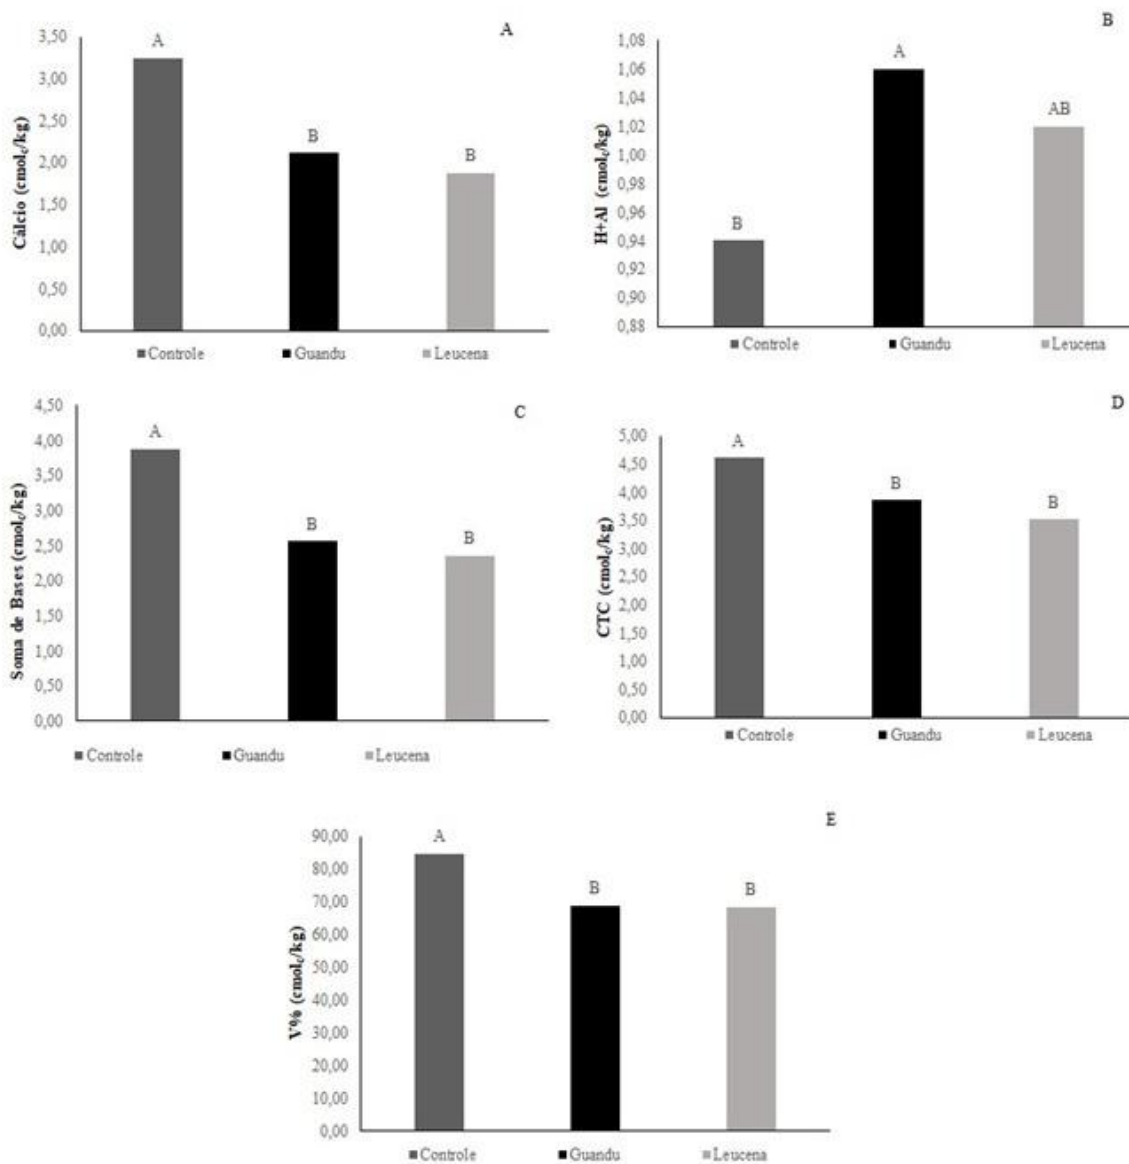 A
Cálcio (cmolc/kg)
3,50
3,00
2,50
2,00
1,50
1,00
0,50
0,00
A
B
B
Controle Guandu Leucena
B
H+Al (cmolc/kg)
1,08
1,06
1,04
1,02
1,00
0,98
0,96
0,94
0,92
0,90
0,88
B
A
AB
Controle Guandu Leucena
C
Soma de Bases (cmolc/kg)
4,50
4,00
3,50
3,00
2,50
2,00
1,50
1,00
0,50
0,00
A
B
B
Controle Guandu Leucena
D
CTC (cmolc/kg)
5,00
4,50
4,00
3,50
3,00
2,50
2,00
1,50
1,00
0,50
0,00
A
B
B
Controle Guandu Leucena
E
V% (cmolc/kg)
90,00
80,00
70,00
60,00
50,00
40,00
30,00
20,00
10,00
0,00
A
B
B
Controle Guandu Leucena